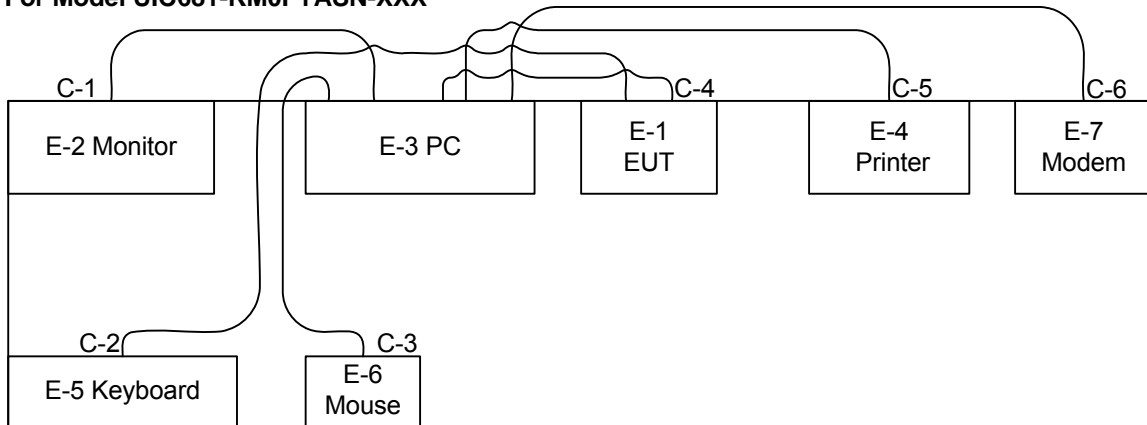 C-1
C-4
C-5
C-6
E-2 Monitor
E-3 PC
E-1
EUT
E-4
Printer
E-7
Modem
C-2
C-3
E-5 Keyboard
E-6
Mouse